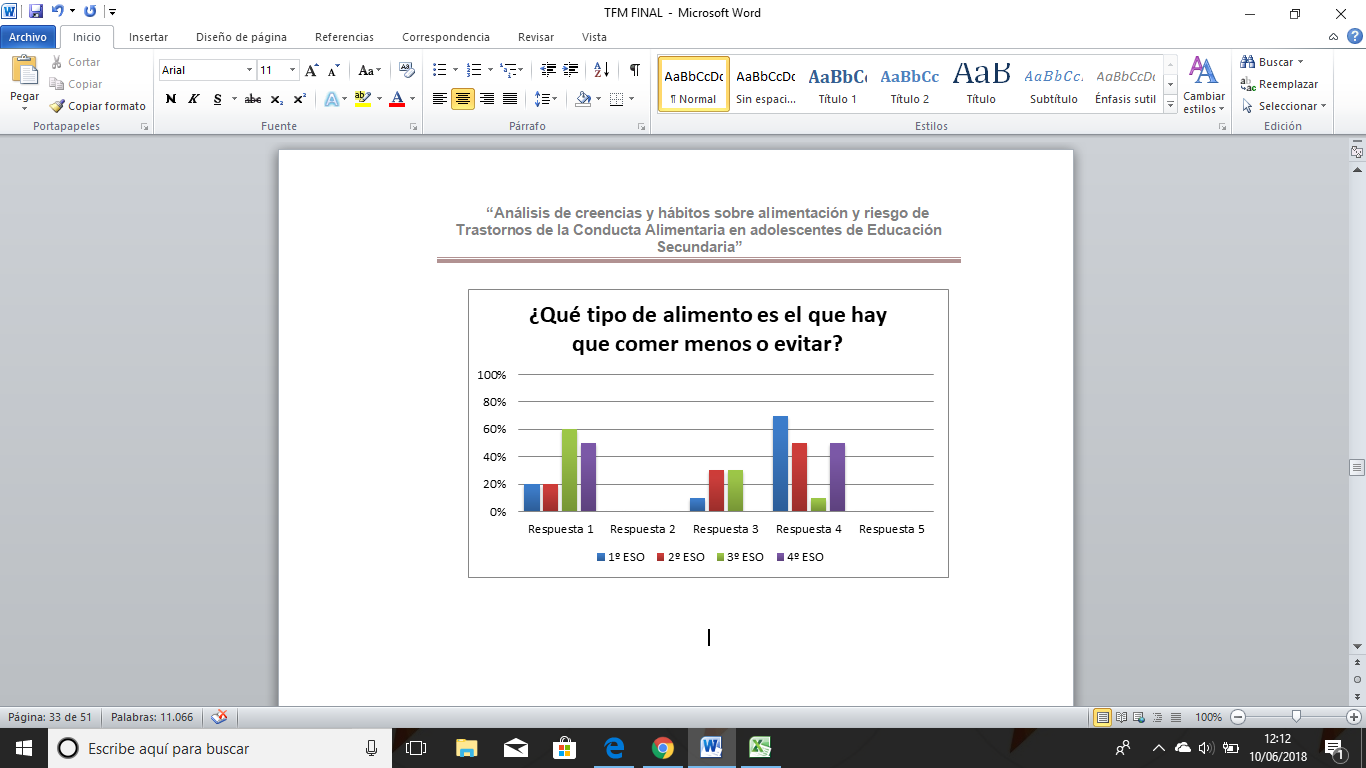 TFM FINAL - Microsoft Word
Archivo Inicio Insertar Diseño de página Referencias Correspondencia Revisar Vista
Pegar
Cortar
Copiar
Copiar formato
Portapapeles
Arial 11
N K S abc x₂ x²
Fuente
Párrafo
AaBbCcDc AaBbCcDc AaBbCc AaBbCc AaB AaBbCc. AaBbCcDc
¶ Normal Sin espaci... Título 1 Título 2 Título Subtítulo Énfasis sutil
Estilos
Cambiar
estilos
Buscar
Reemplazar
Seleccionar
Edición
“Análisis de creencias y hábitos sobre alimentación y riesgo de
Trastornos de la Conducta Alimentaria en adolescentes de Educación
Secundaria”
¿Qué tipo de alimento es el que hay
que comer menos o evitar?
100%
80%
60%
40%
20%
0%
Respuesta 1 Respuesta 2 Respuesta 3 Respuesta 4 Respuesta 5
1º ESO 2º ESO 3º ESO 4º ESO
Página: 33 de 51 Palabras: 11.066 100%
Escribe aquí para buscar
12:12
10/06/2018
1